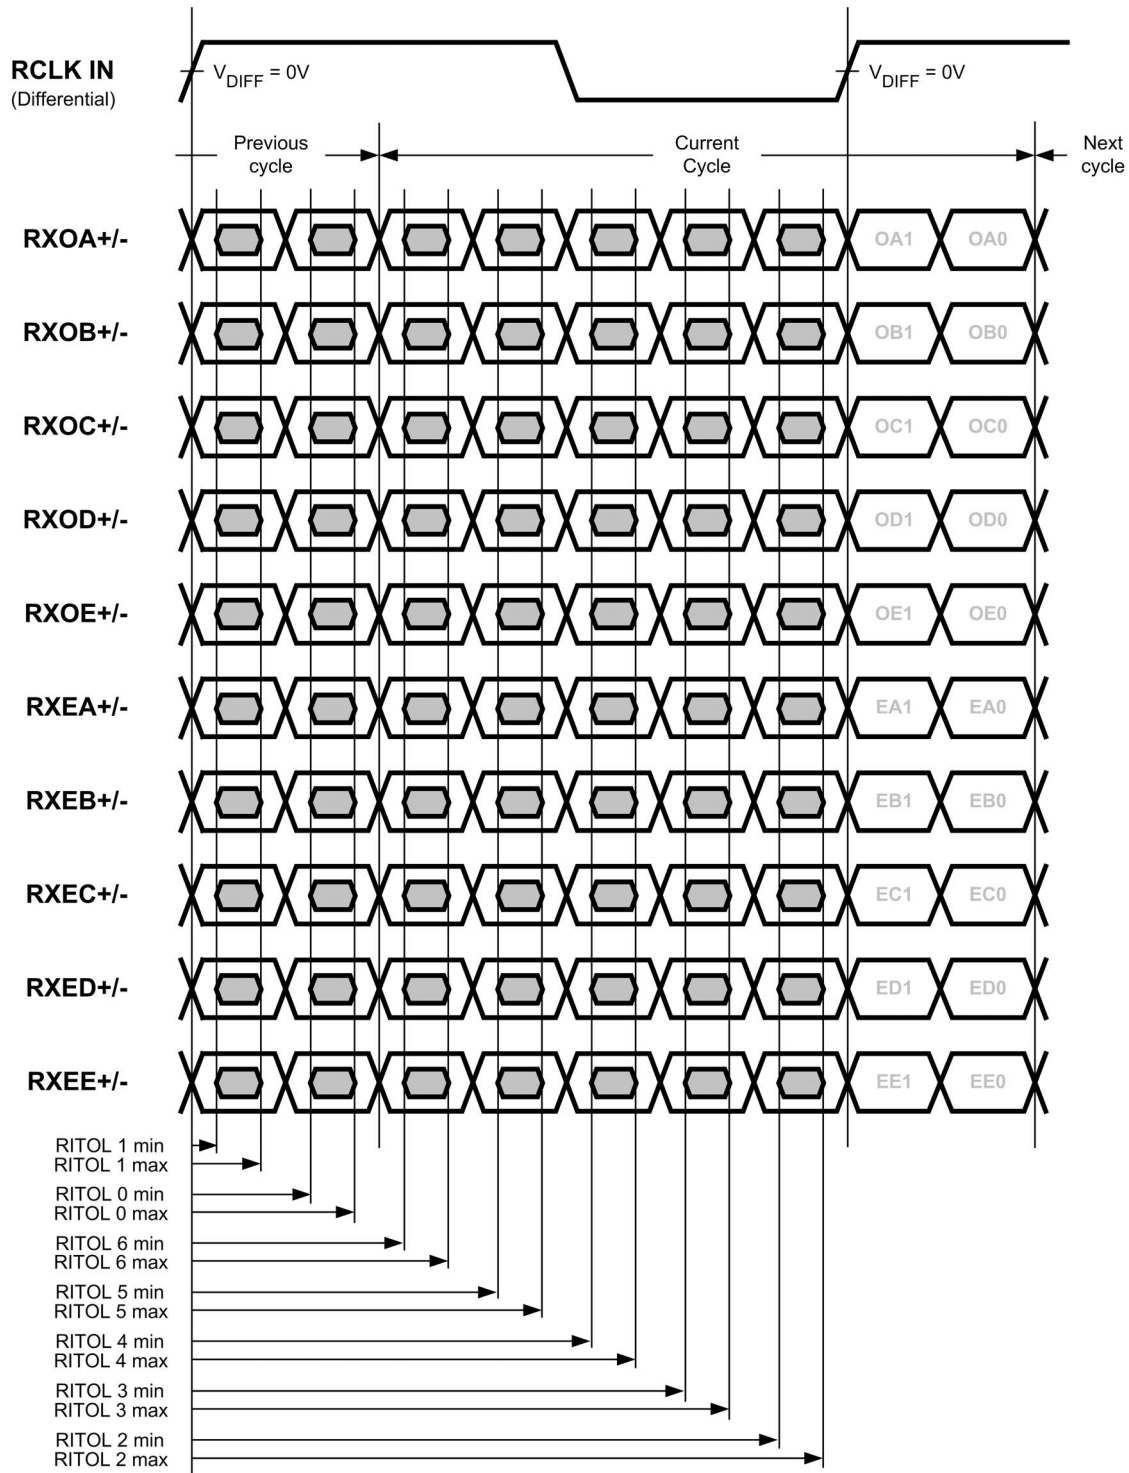 RCLK IN
(Differential)
VDIFF = 0V
VDIFF = 0V
Previous
cycle
Current
Cycle
Next
cycle
RXOA+/-
OA1 OA0
RXOB+/-
OB1 OB0
RXOC+/-
OC1 OC0
RXOD+/-
OD1 OD0
RXOE+/-
OE1 OE0
RXEA+/-
EA1 EA0
RXEB+/-
EB1 EB0
RXEC+/-
EC1 EC0
RXED+/-
ED1 ED0
RXEE+/-
EE1 EE0
RITOL 1 min
RITOL 1 max
RITOL 0 min
RITOL 0 max
RITOL 6 min
RITOL 6 max
RITOL 5 min
RITOL 5 max
RITOL 4 min
RITOL 4 max
RITOL 3 min
RITOL 3 max
RITOL 2 min
RITOL 2 max